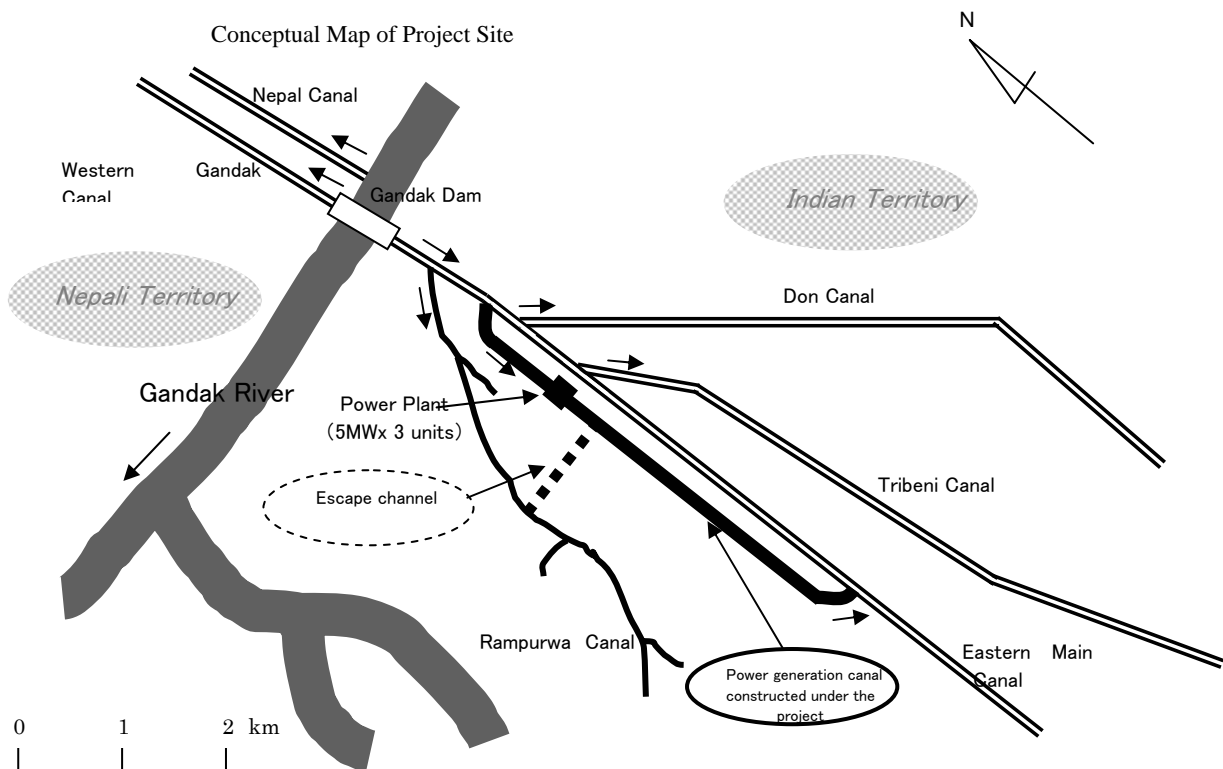 Conceptual Map of Project Site
N
Nepal Canal
Western Gandak
Canal
Gandak Dam
Indian Territory
Nepali Territory
Don Canal
Gandak River
Power Plant
(5MWx 3 units)
Escape channel
Tribeni Canal
Rampurwa Canal
Eastern Main
Canal
Power generation canal
constructed under the
project
0 1 2 km